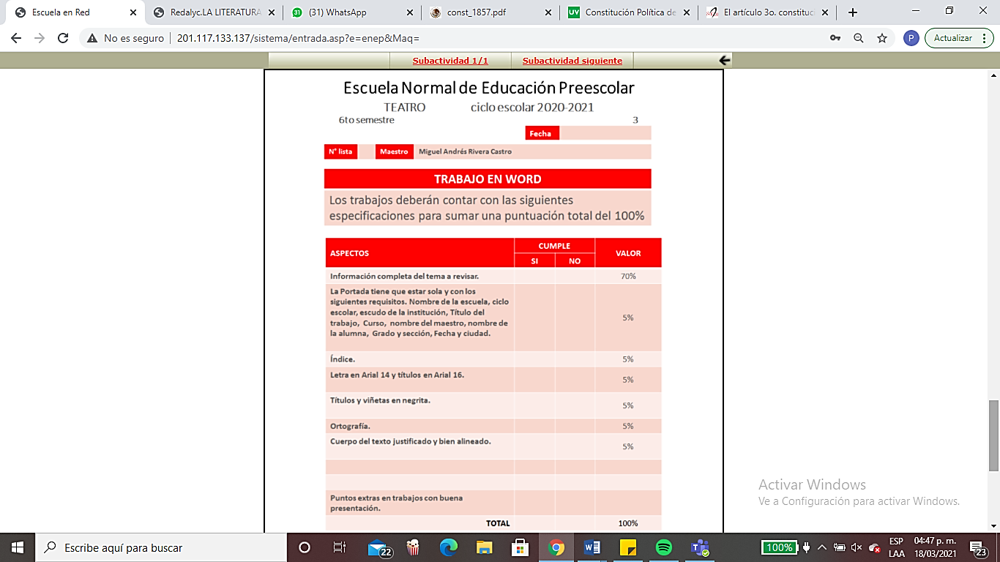 Escuela en Red
Redalyc.LA LITERATURA
31
(31) WhatsApp
const_1857.pdf
UV
Constitución Política de
El artículo 3o. constituc
No es seguro
201.117.133.137/sistema/entrada.asp?e=enep&Maq=
P
Actualizar
Subactividad 1/1
Subactividad siguiente
Escuela Normal de Educación Preescolar
TEATRO ciclo escolar 2020-2021
6to semestre 3
Fecha
N° lista Maestro Miguel Andrés Rivera Castro
TRABAJO EN WORD
Los trabajos deberán contar con las siguientes
especificaciones para sumar una puntuación total del 100%
ASPECTOS CUMPLE VALOR
SI NO
Información completa del tema a revisar. 70%
La Portada tiene que estar sola y con los
siguientes requisitos. Nombre de la escuela, ciclo
escolar, escudo de la institución, Título del
trabajo, Curso, nombre del maestro, nombre de
la alumna, Grado y sección, Fecha y ciudad.
5%
Índice. 5%
Letra en Arial 14 y títulos en Arial 16. 5%
Títulos y viñetas en negrita. 5%
Ortografía. 5%
Cuerpo del texto justificado y bien alineado. 5%
Puntos extras en trabajos con buena
presentación.
TOTAL 100%
Activar Windows
Ve a Configuración para activar Windows.
Escribe aquí para buscar
22
100%
ESP
LAA
04:47 p. m.
18/03/2021
23